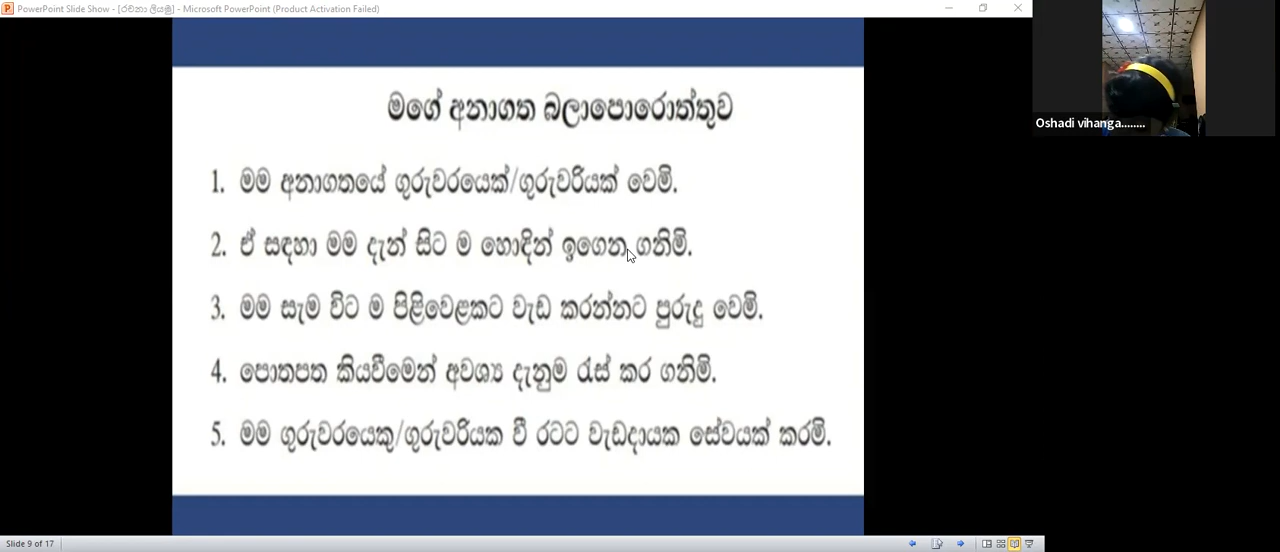 PowerPoint Slide Show - [රචනා ලියමු] - Microsoft PowerPoint (Product Activation Failed)
Oshadi vihanga........
මගේ අනාගත බලාපොරොත්තුව
1. මම අනාගතයේ ගුරුවරයෙක්/ගුරුවරියක් වෙමි.
2. ඒ සඳහා මම දැන් සිට ම හොඳින් ඉගෙන ගනිමි.
3. මම සැම විට ම පිළිවෙළකට වැඩ කරන්නට පුරුදු වෙමි.
4. පොතපත කියවීමෙන් අවශ්‍ය දැනුම රැස් කර ගනිමි.
5. මම ගුරුවරයෙකු/ගුරුවරියක වී රටට වැඩදායක සේවයක් කරමි.
Slide 9 of 17